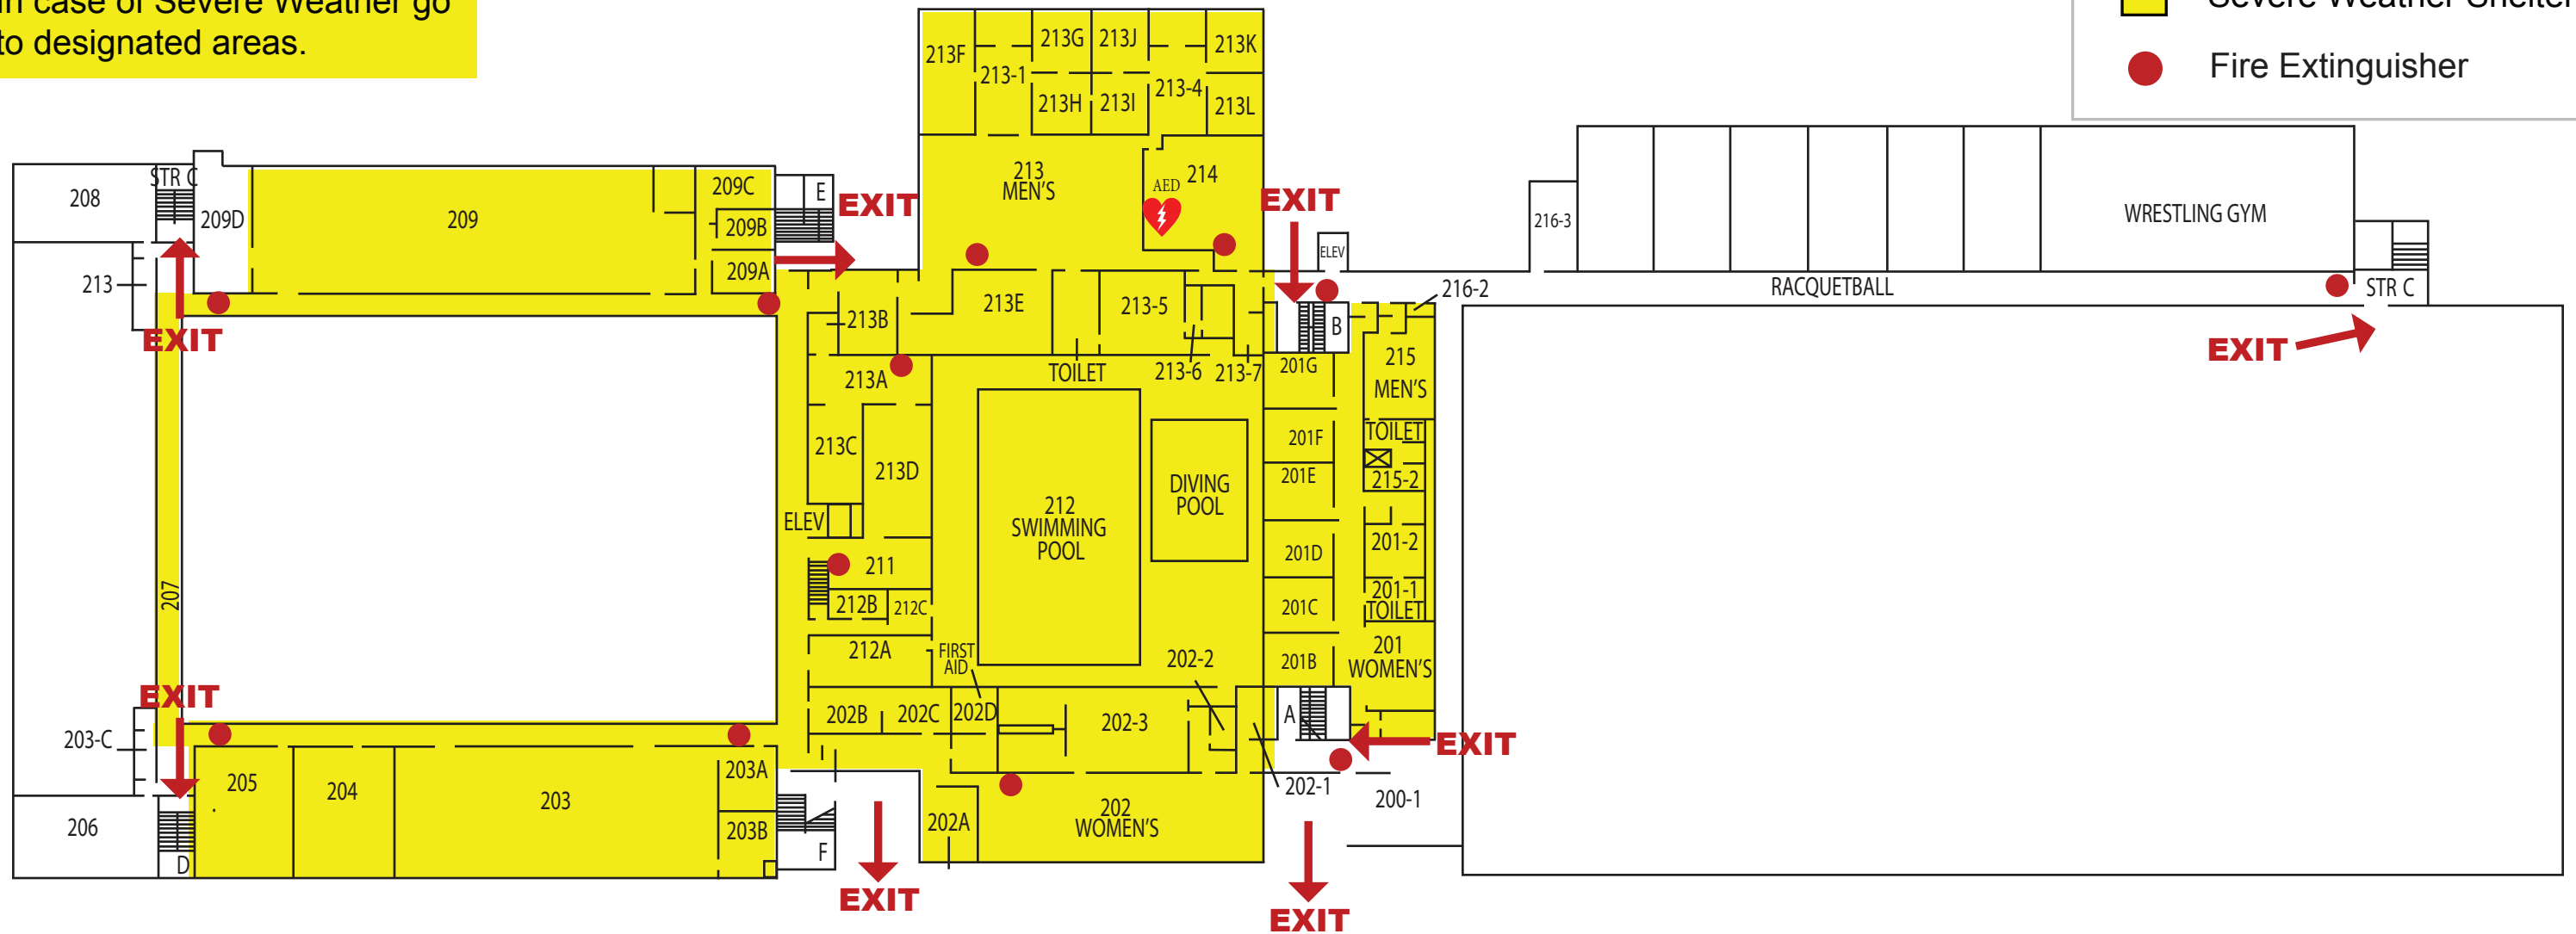 In case of Severe Weather go
to designated areas.
Severe Weather Shelter
Fire Extinguisher
213F
213-1
213G
213J
213K
213-4
213H
213I
213L
213
MEN'S
AED
214
208
STR C
209D
209
209C
209B
209A
E
EXIT
EXIT
ELEV
216-3
WRESTLING GYM
RACQUETBALL
STR C
EXIT
216-2
213
EXIT
213B
213E
213-5
B
213A
TOILET
213-6
213-7
201G
215
MEN'S
213C
213D
201F
TOILET
201E
215-2
ELEV
212
SWIMMING
POOL
DIVING
POOL
201D
201-2
211
207
212B
212C
201C
201-1
TOILET
212A
FIRST
AID
202-2
201B
201
WOMEN'S
EXIT
202B
202C
202D
202-3
A
EXIT
203-C
205
204
203
203A
203B
202-1
200-1
202A
202
WOMEN'S
206
D
F
EXIT
EXIT